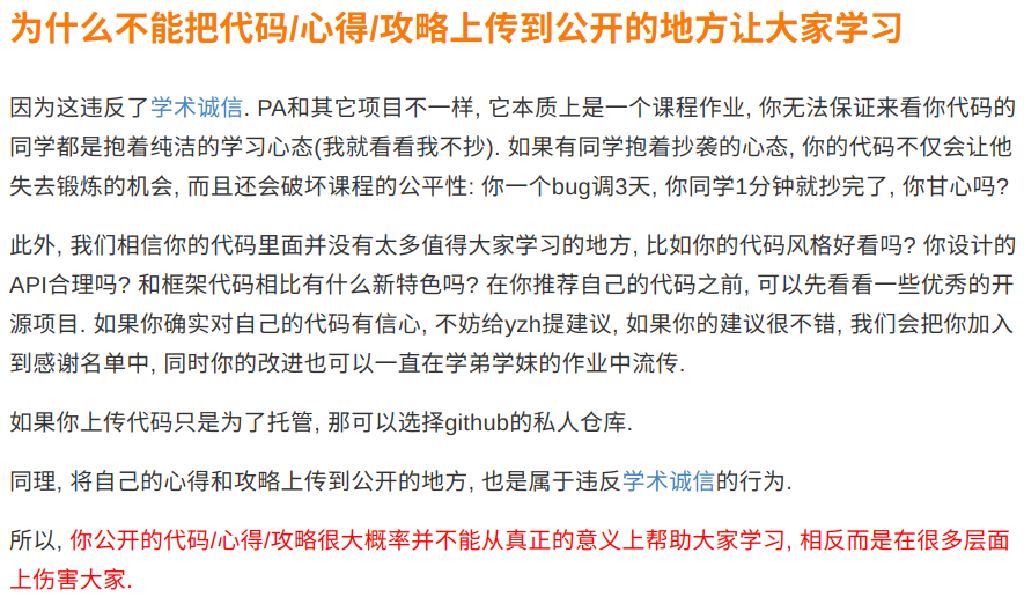 为什么不能把代码/心得/攻略上传到公开的地方让大家学习
因为这违反了学术诚信. PA和其它项目不一样, 它本质上是一个课程作业, 你无法保证来看你代码的
同学都是抱着纯洁的学习心态(我就看看我不抄). 如果有同学抱着抄袭的心态, 你的代码不仅会让他
失去锻炼的机会, 而且还会破坏课程的公平性: 你一个bug调3天, 你同学1分钟就抄完了, 你甘心吗?
此外, 我们相信你的代码里面并没有太多值得大家学习的地方, 比如你的代码风格好看吗? 你设计的
API合理吗? 和框架代码相比有什么新特色吗? 在你推荐自己的代码之前, 可以先看看一些优秀的开
源项目. 如果你确实对自己的代码有信心, 不妨给yzh提建议, 如果你的建议很不错, 我们会把你加入
到感谢名单中, 同时你的改进也可以一直在学弟学妹的作业中流传.
如果你上传代码只是为了托管, 那可以选择github的私人仓库.
同理, 将自己的心得和攻略上传到公开的地方, 也是属于违反学术诚信的行为.
所以, 你公开的代码/心得/攻略很大概率并不能从真正的意义上帮助大家学习, 相反而是在很多层面
上伤害大家.